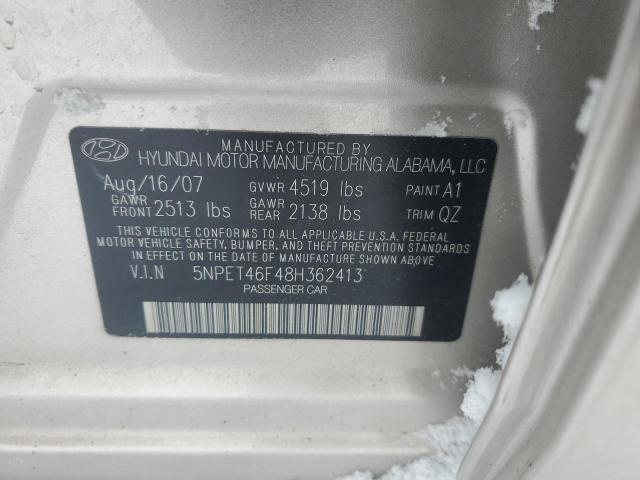 MANUFACTURED BY
HYUNDAI MOTOR MANUFACTURING ALABAMA, LLC
Aug/16/07 GVWR 4519 lbs PAINT A1
GAWR FRONT 2513 lbs GAWR REAR 2138 lbs TRIM QZ
THIS VEHICLE CONFORMS TO ALL APPLICABLE U.S.A. FEDERAL
MOTOR VEHICLE SAFETY, BUMPER, AND THEFT PREVENTION STANDARDS
IN EFFECT ON THE DATE OF MANUFACTURE SHOWN ABOVE
V.I.N 5NPET46F48H362413
PASSENGER CAR